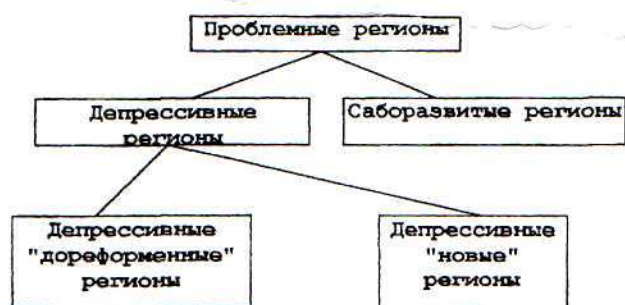 Проблемные регионы
Депрессивные
регионы
Саборазвитые регионы
Депрессивные
"дореформенные"
регионы
Депрессивные
"новые"
регионы